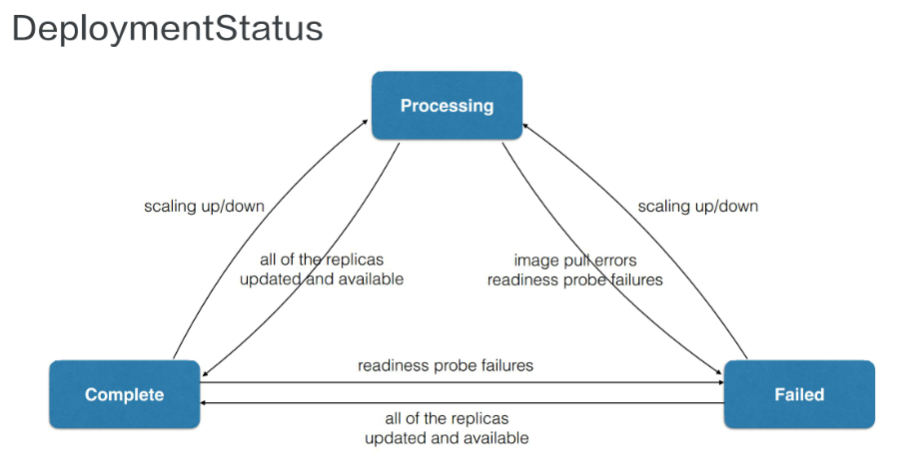 DeploymentStatus
Processing
scaling up/down
scaling up/down
all of the replicas
updated and available
image pull errors
readiness probe failures
readiness probe failures
Complete
Failed
all of the replicas
updated and available